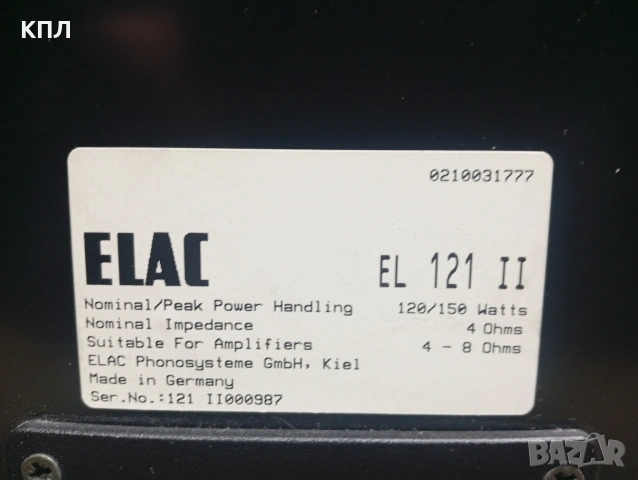 КПЛ
0210031777
ELAC EL 121 II
Nominal/Peak Power Handling 120/150 Watts
Nominal Impedance 4 Ohms
Suitable For Amplifiers 4 - 8 Ohms
ELAC Phonosysteme GmbH, Kiel
Made in Germany
Ser.No.:121 II000987
BAZAR